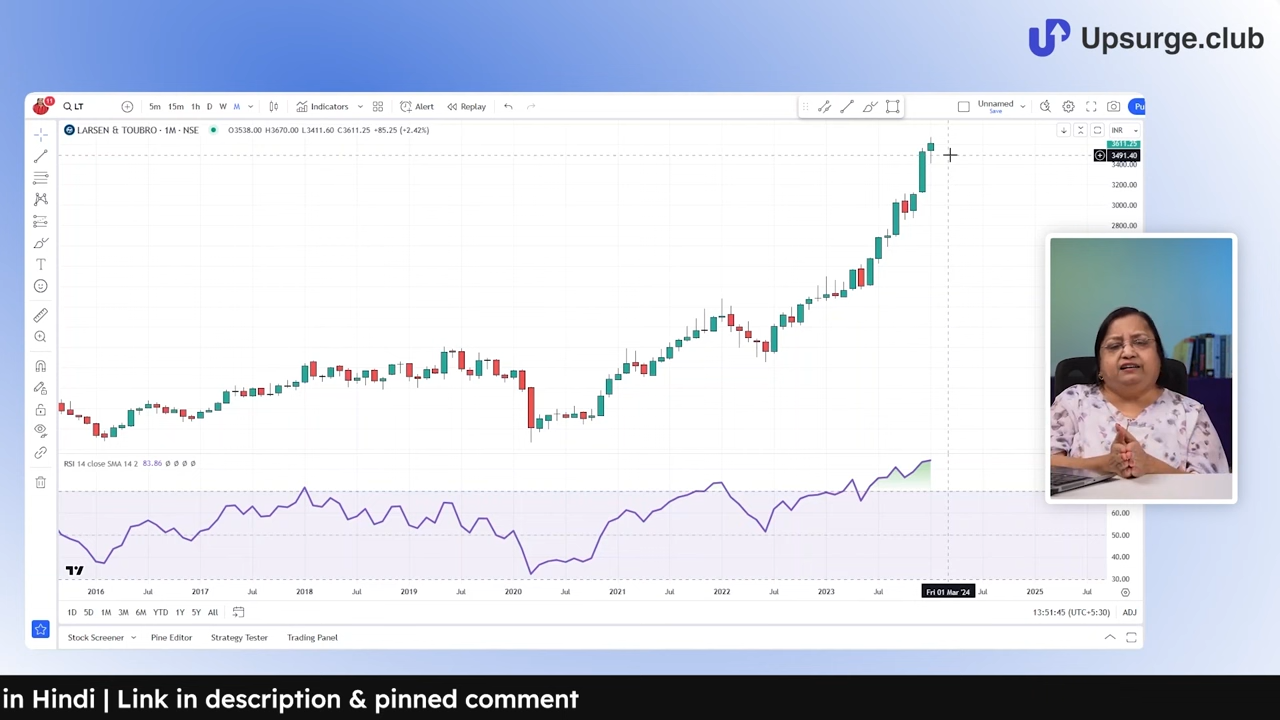 Upsurge.club
11
LT
5m 15m 1h D W M
Indicators
Alert
Replay
Unnamed
Save
Pu
LARSEN & TOUBRO · 1M · NSE
O3538.00 H3670.00 L3411.60 C3611.25 +85.25 (+2.42%)
INR
3611.25
3491.40
3400.00
3200.00
3000.00
2800.00
RSI 14 close SMA 14 2 83.86 Ø Ø Ø Ø
60.00
50.00
40.00
30.00
2016 Jul 2017 Jul 2018 Jul 2019 Jul 2020 Jul 2021 Jul 2022 Jul 2023 Jul Fri 01 Mar '24 Jul 2025 Jul
1D 5D 1M 3M 6M YTD 1Y 5Y All
13:51:45 (UTC+5:30) ADJ
Stock Screener Pine Editor Strategy Tester Trading Panel
in Hindi | Link in description & pinned comment